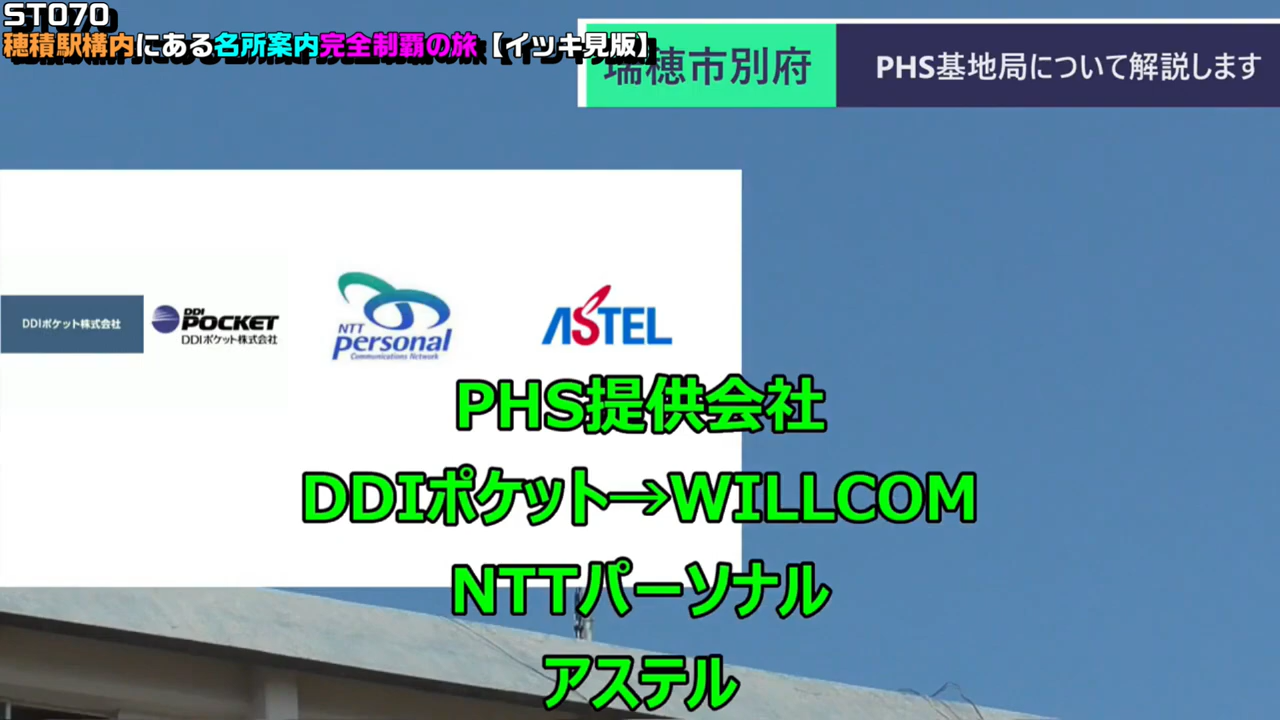 ST070
穂積駅構内にある名所案内完全制覇の旅【イッキ見版】
瑞穂市別府
PHS基地局について解説します
DDIポケット株式会社
DDI
POCKET
DDIポケット株式会社
NTT
personal
Communications Network
ASTEL
PHS提供会社
DDIポケット→WILLCOM
NTTパーソナル
アステル